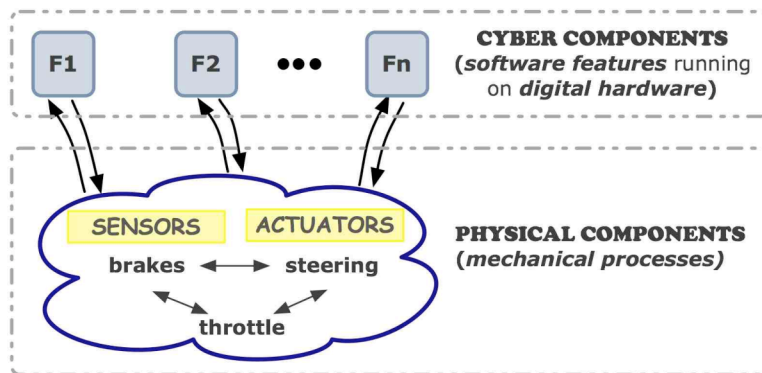 F1
F2
•••
Fn
CYBER COMPONENTS
(software features running
on digital hardware)
SENSORS
ACTUATORS
brakes
steering
throttle
PHYSICAL COMPONENTS
(mechanical processes)